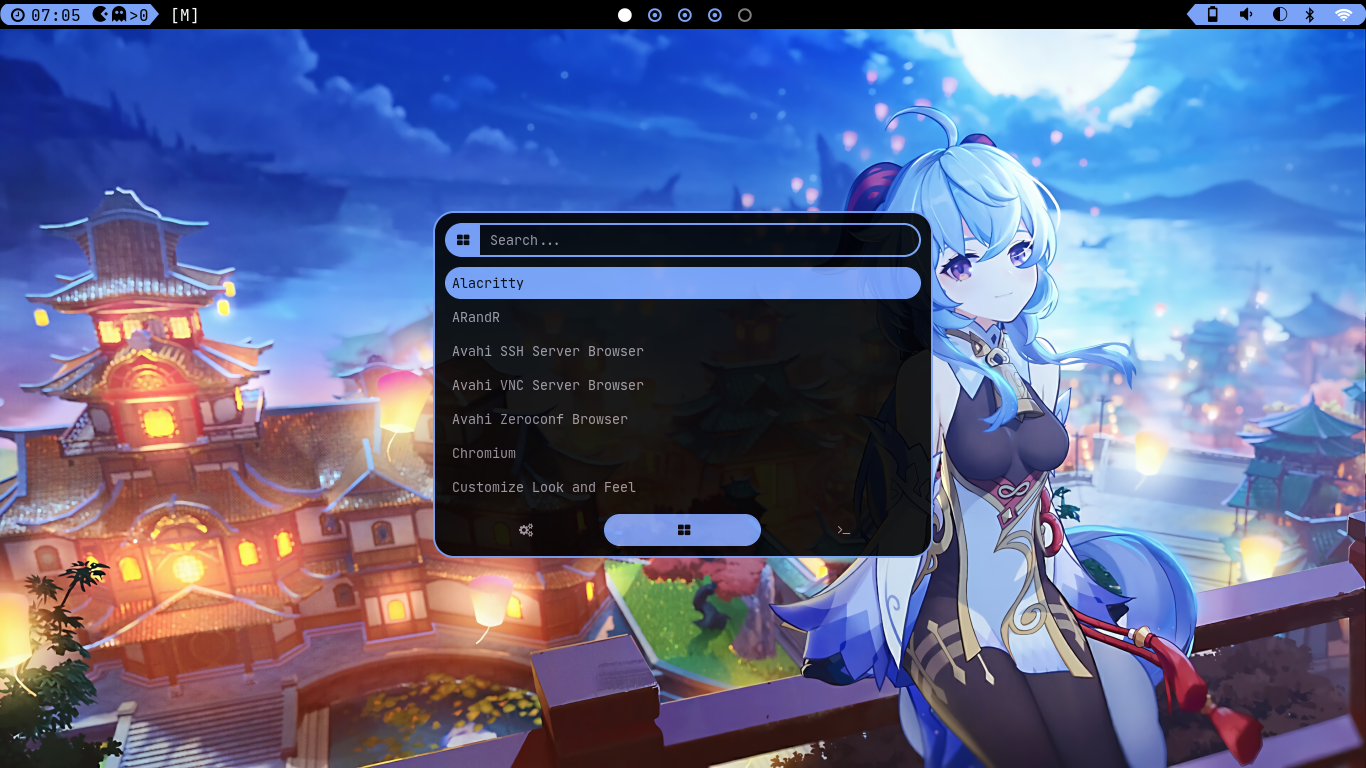 07:05 >0 [M]
Search...
Alacritty
ARandR
Avahi SSH Server Browser
Avahi VNC Server Browser
Avahi Zeroconf Browser
Chromium
Customize Look and Feel
>_